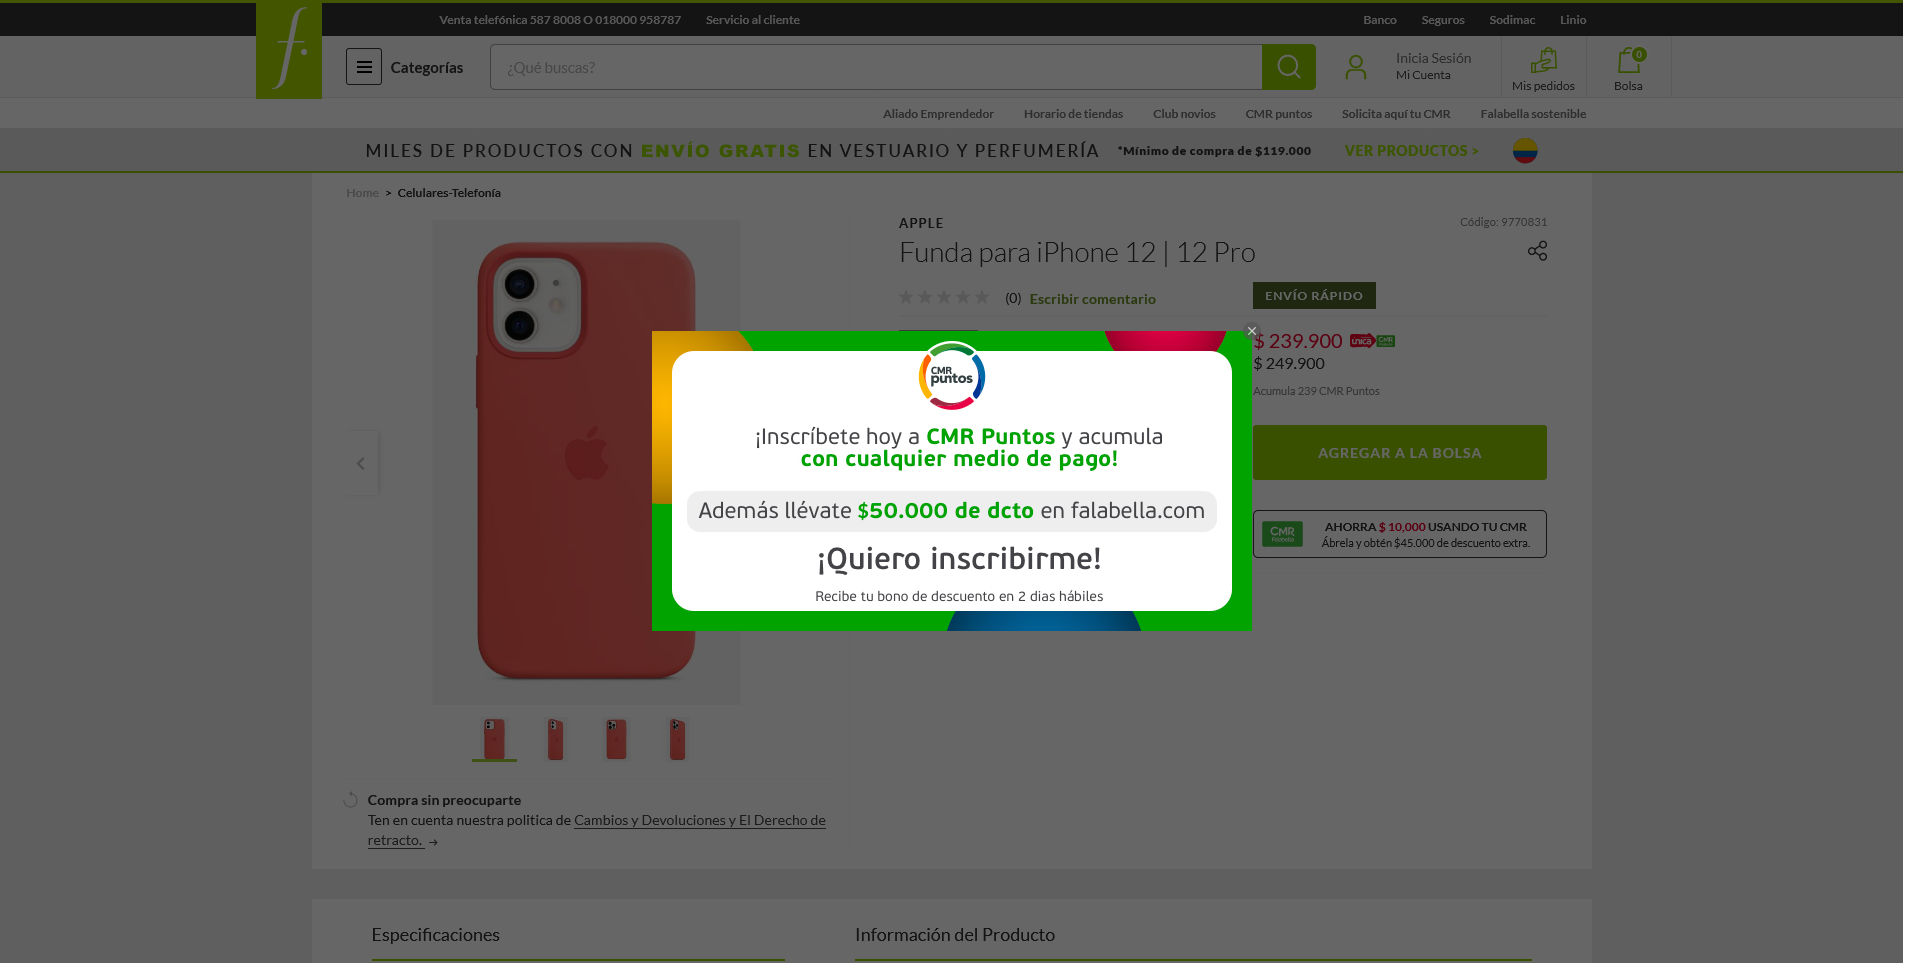 Venta telefónica 587 8008 O 018000 958787
Servicio al cliente
Banco
Seguros
Sodimac
Linio
f.
Categorías
¿Qué buscas?
Inicia Sesión
Mi Cuenta
Mis pedidos
0
Bolsa
Aliado Emprendedor
Horario de tiendas
Club novios
CMR puntos
Solicita aquí tu CMR
Falabella sostenible
MILES DE PRODUCTOS CON ENVÍO GRATIS EN VESTUARIO Y PERFUMERÍA *Mínimo de compra de $119.000 VER PRODUCTOS >
Home > Celulares-Telefonía
APPLE
Código: 9770831
Funda para iPhone 12 | 12 Pro
(0) Escribir comentario
ENVÍO RÁPIDO
$ 239.900 unica CMR
$ 249.900
Acumula 239 CMR Puntos
AGREGAR A LA BOLSA
CMR
Falabella
AHORRA $ 10,000 USANDO TU CMR
Ábrela y obtén $45.000 de descuento extra.
CMR
puntos
¡Inscríbete hoy a CMR Puntos y acumula
con cualquier medio de pago!
Además llévate $50.000 de dcto en falabella.com
¡Quiero inscribirme!
Recibe tu bono de descuento en 2 dias hábiles
Compra sin preocuparte
Ten en cuenta nuestra politica de Cambios y Devoluciones y El Derecho de
retracto. →
Especificaciones
Información del Producto